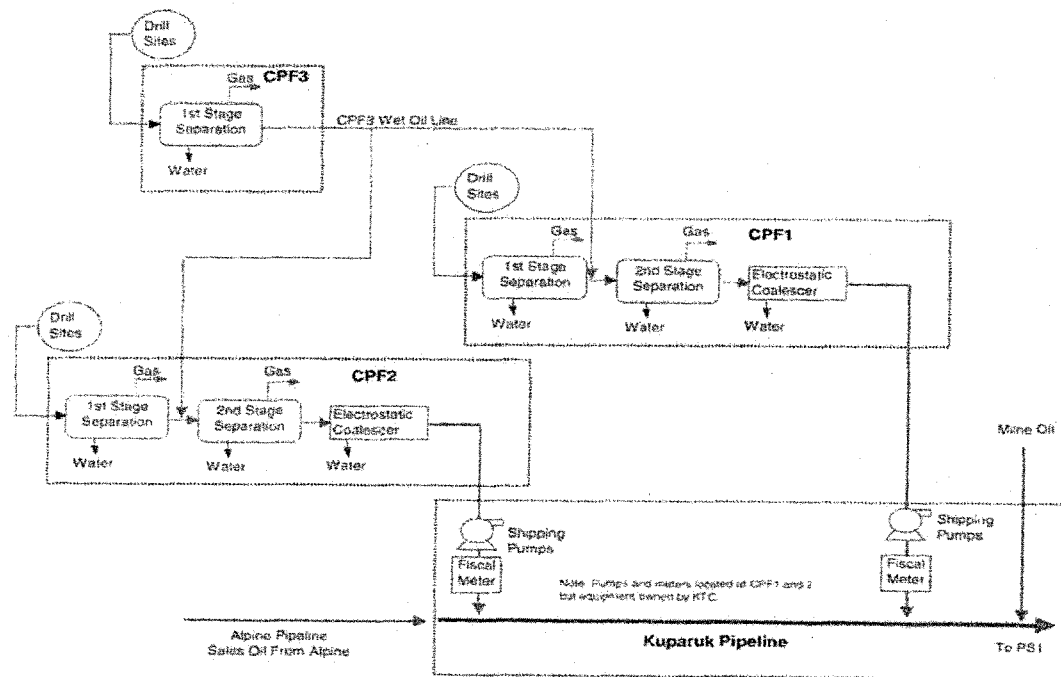 Drill
Sites
Gas
CPF3
1st Stage
Separation
Water
CPF3 Wet Oil Line
Drill
Sites
CPF1
Gas
Gas
1st Stage
Separation
2nd Stage
Separation
Electrostatic
Coalescer
Water
Water
Water
Drill
Sites
CPF2
Gas
Gas
1st Stage
Separation
2nd Stage
Separation
Electrostatic
Coalescer
Water
Water
Water
Milne Oil
Shipping
Pumps
Fiscal
Meter
Shipping
Pumps
Fiscal
Meter
Note: Pumps and meters located at CPF1 and 2
but equipment owned by KTC.
Alpine Pipeline
Sales Oil From Alpine
Kuparuk Pipeline
To PS1